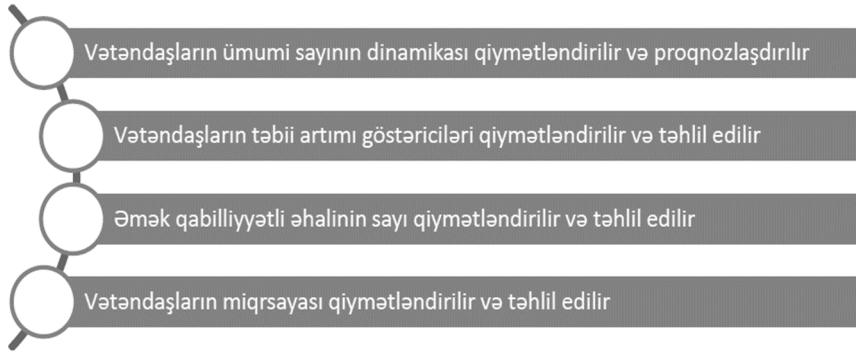 Vətəndaşların ümumi sayının dinamikası qiymətləndirilir və proqnozlaşdırılır
Vətəndaşların təbii artımı göstəriciləri qiymətləndirilir və təhlil edilir
Əmək qabilliyyətli əhalinin sayı qiymətləndirilir və təhlil edilir
Vətəndaşların miqrsayası qiymətləndirilir və təhlil edilir